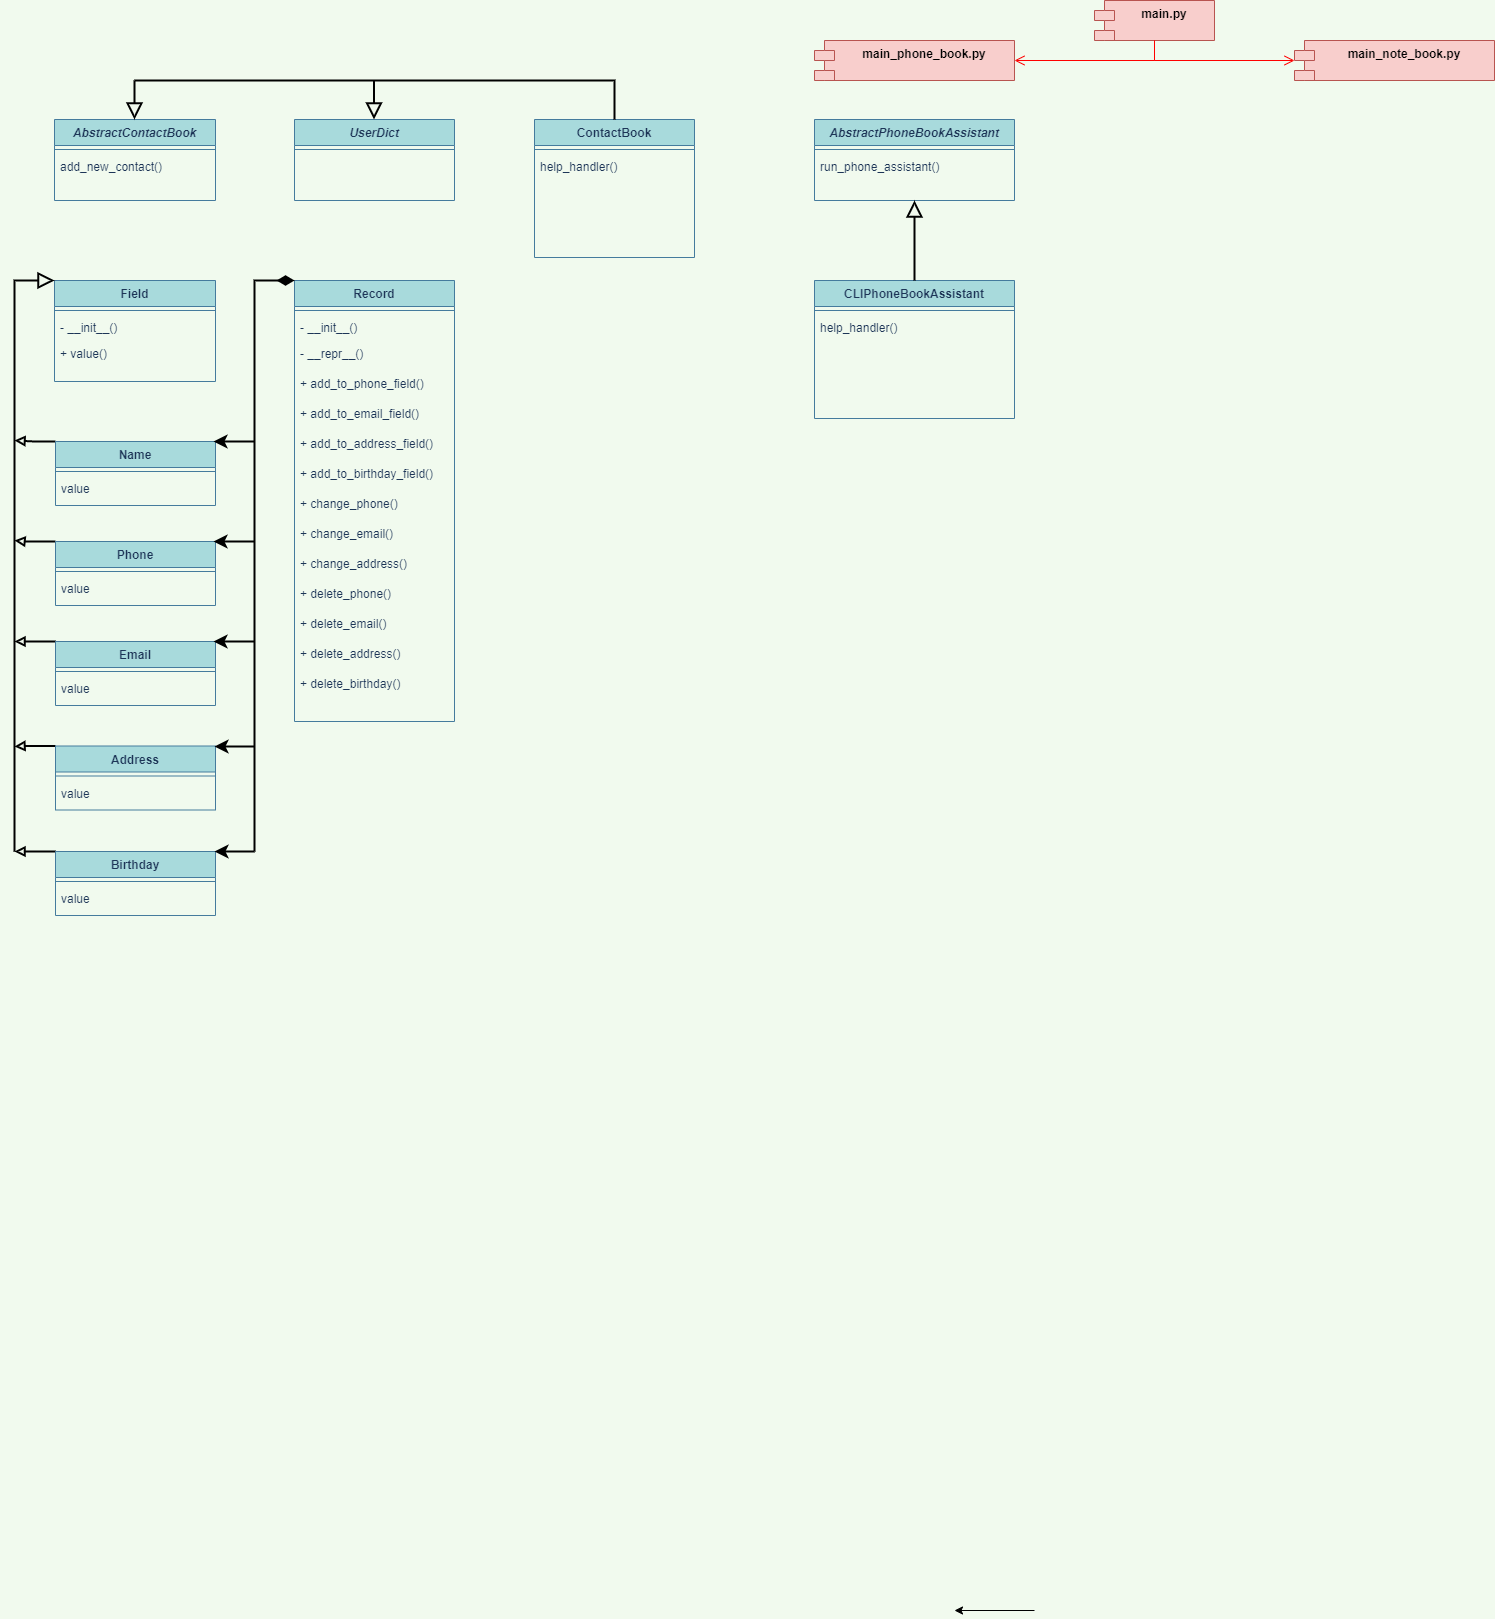 main.py
main_phone_book.py
main_note_book.py
AbstractContactBook
add_new_contact()
UserDict
ContactBook
help_handler()
AbstractPhoneBookAssistant
run_phone_assistant()
Field
- __init__()
+ value()
Record
- __init__()
- __repr__()
+ add_to_phone_field()
+ add_to_email_field()
+ add_to_address_field()
+ add_to_birthday_field()
+ change_phone()
+ change_email()
+ change_address()
+ delete_phone()
+ delete_email()
+ delete_address()
+ delete_birthday()
CLIPhoneBookAssistant
help_handler()
Name
value
Phone
value
Email
value
Address
value
Birthday
value